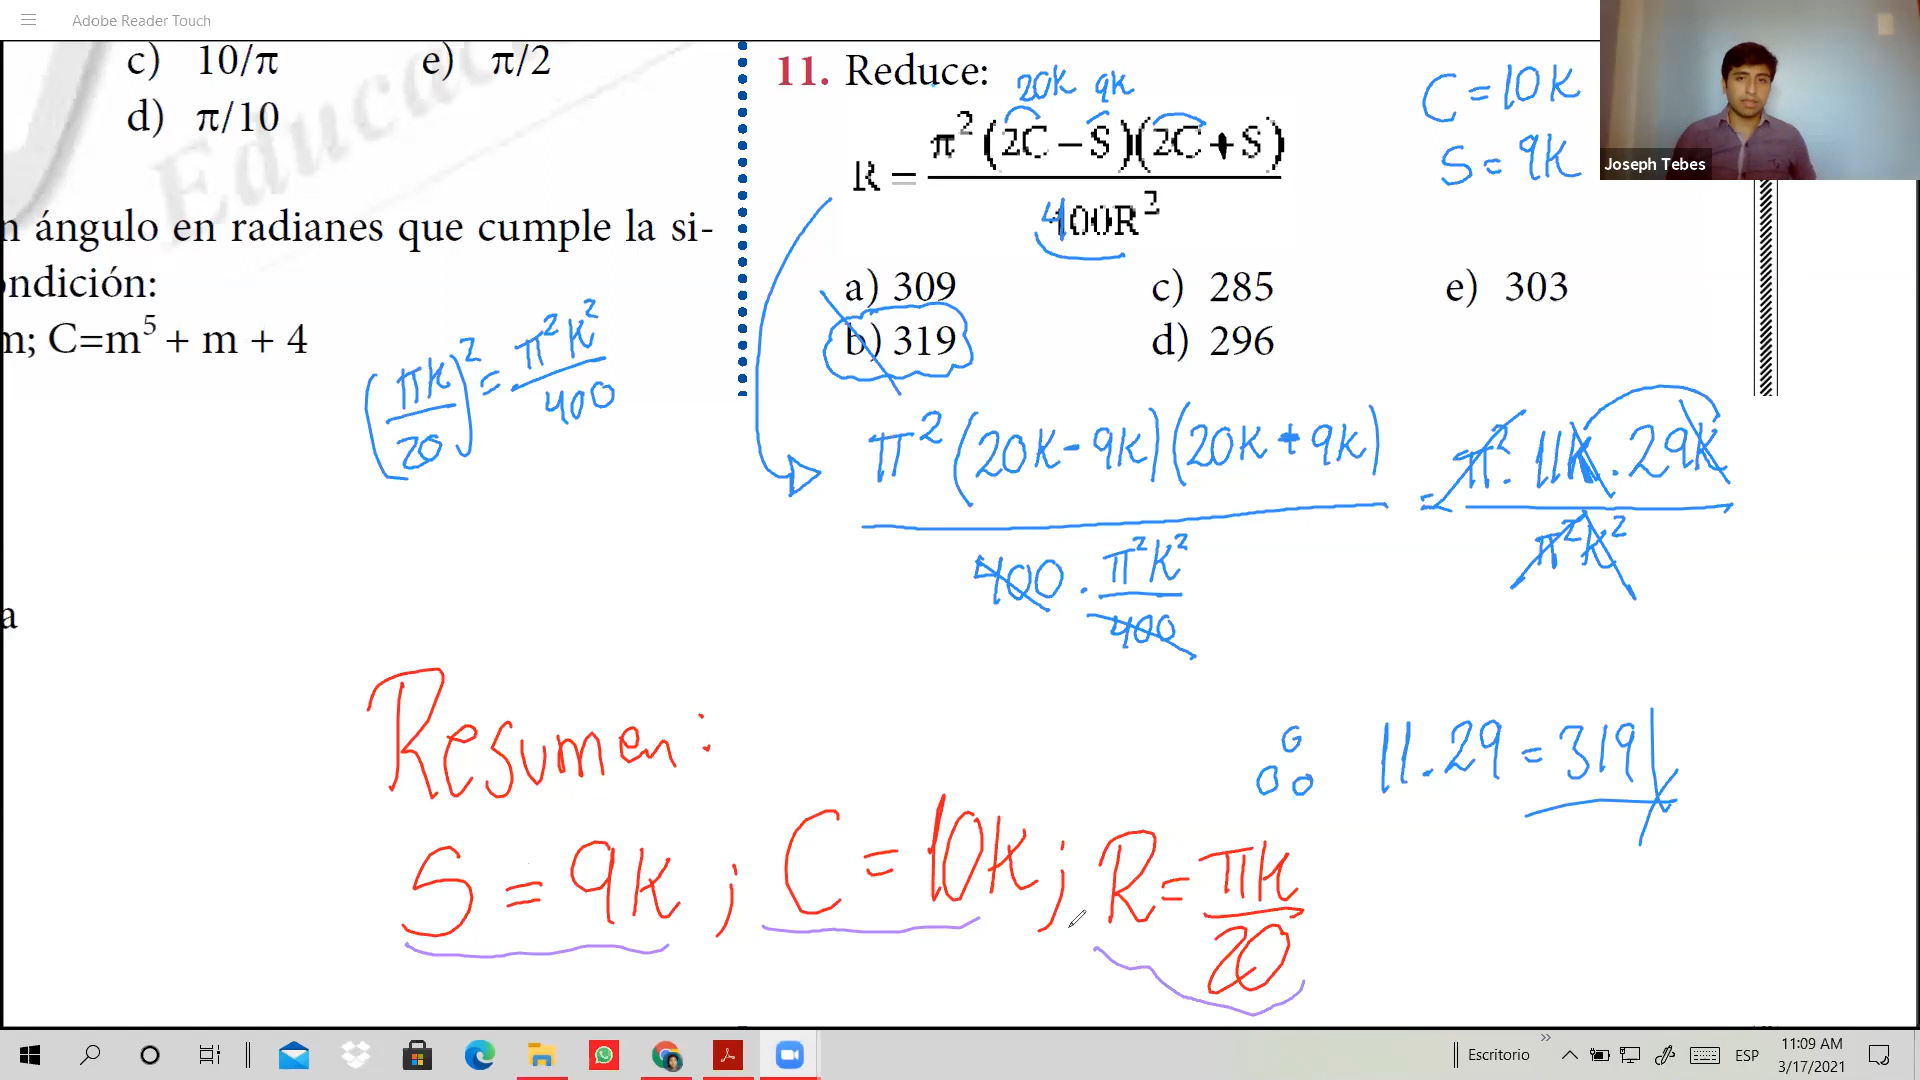 Adobe Reader Touch
c) 10/π e) π/2
d) π/10
Educac
n ángulo en radianes que cumple la si-
ondición:
m; C=m⁵ + m + 4
a
(πk/20)² = π²k²/400
11. Reduce:
20k 9k
R = π²(2C − S)(2C + S) / 400R²
C = 10k
S = 9k
Joseph Tebes
a) 309 c) 285 e) 303
b) 319 d) 296
π²(20k - 9k)(20k + 9k) / 400 . π²k²/400 = π² . 11k . 29k / π²k²
Resumen:
∴ 11 . 29 = 319
S = 9k ; C = 10k ; R = πk/20
Escritorio
ESP
11:09 AM
3/17/2021